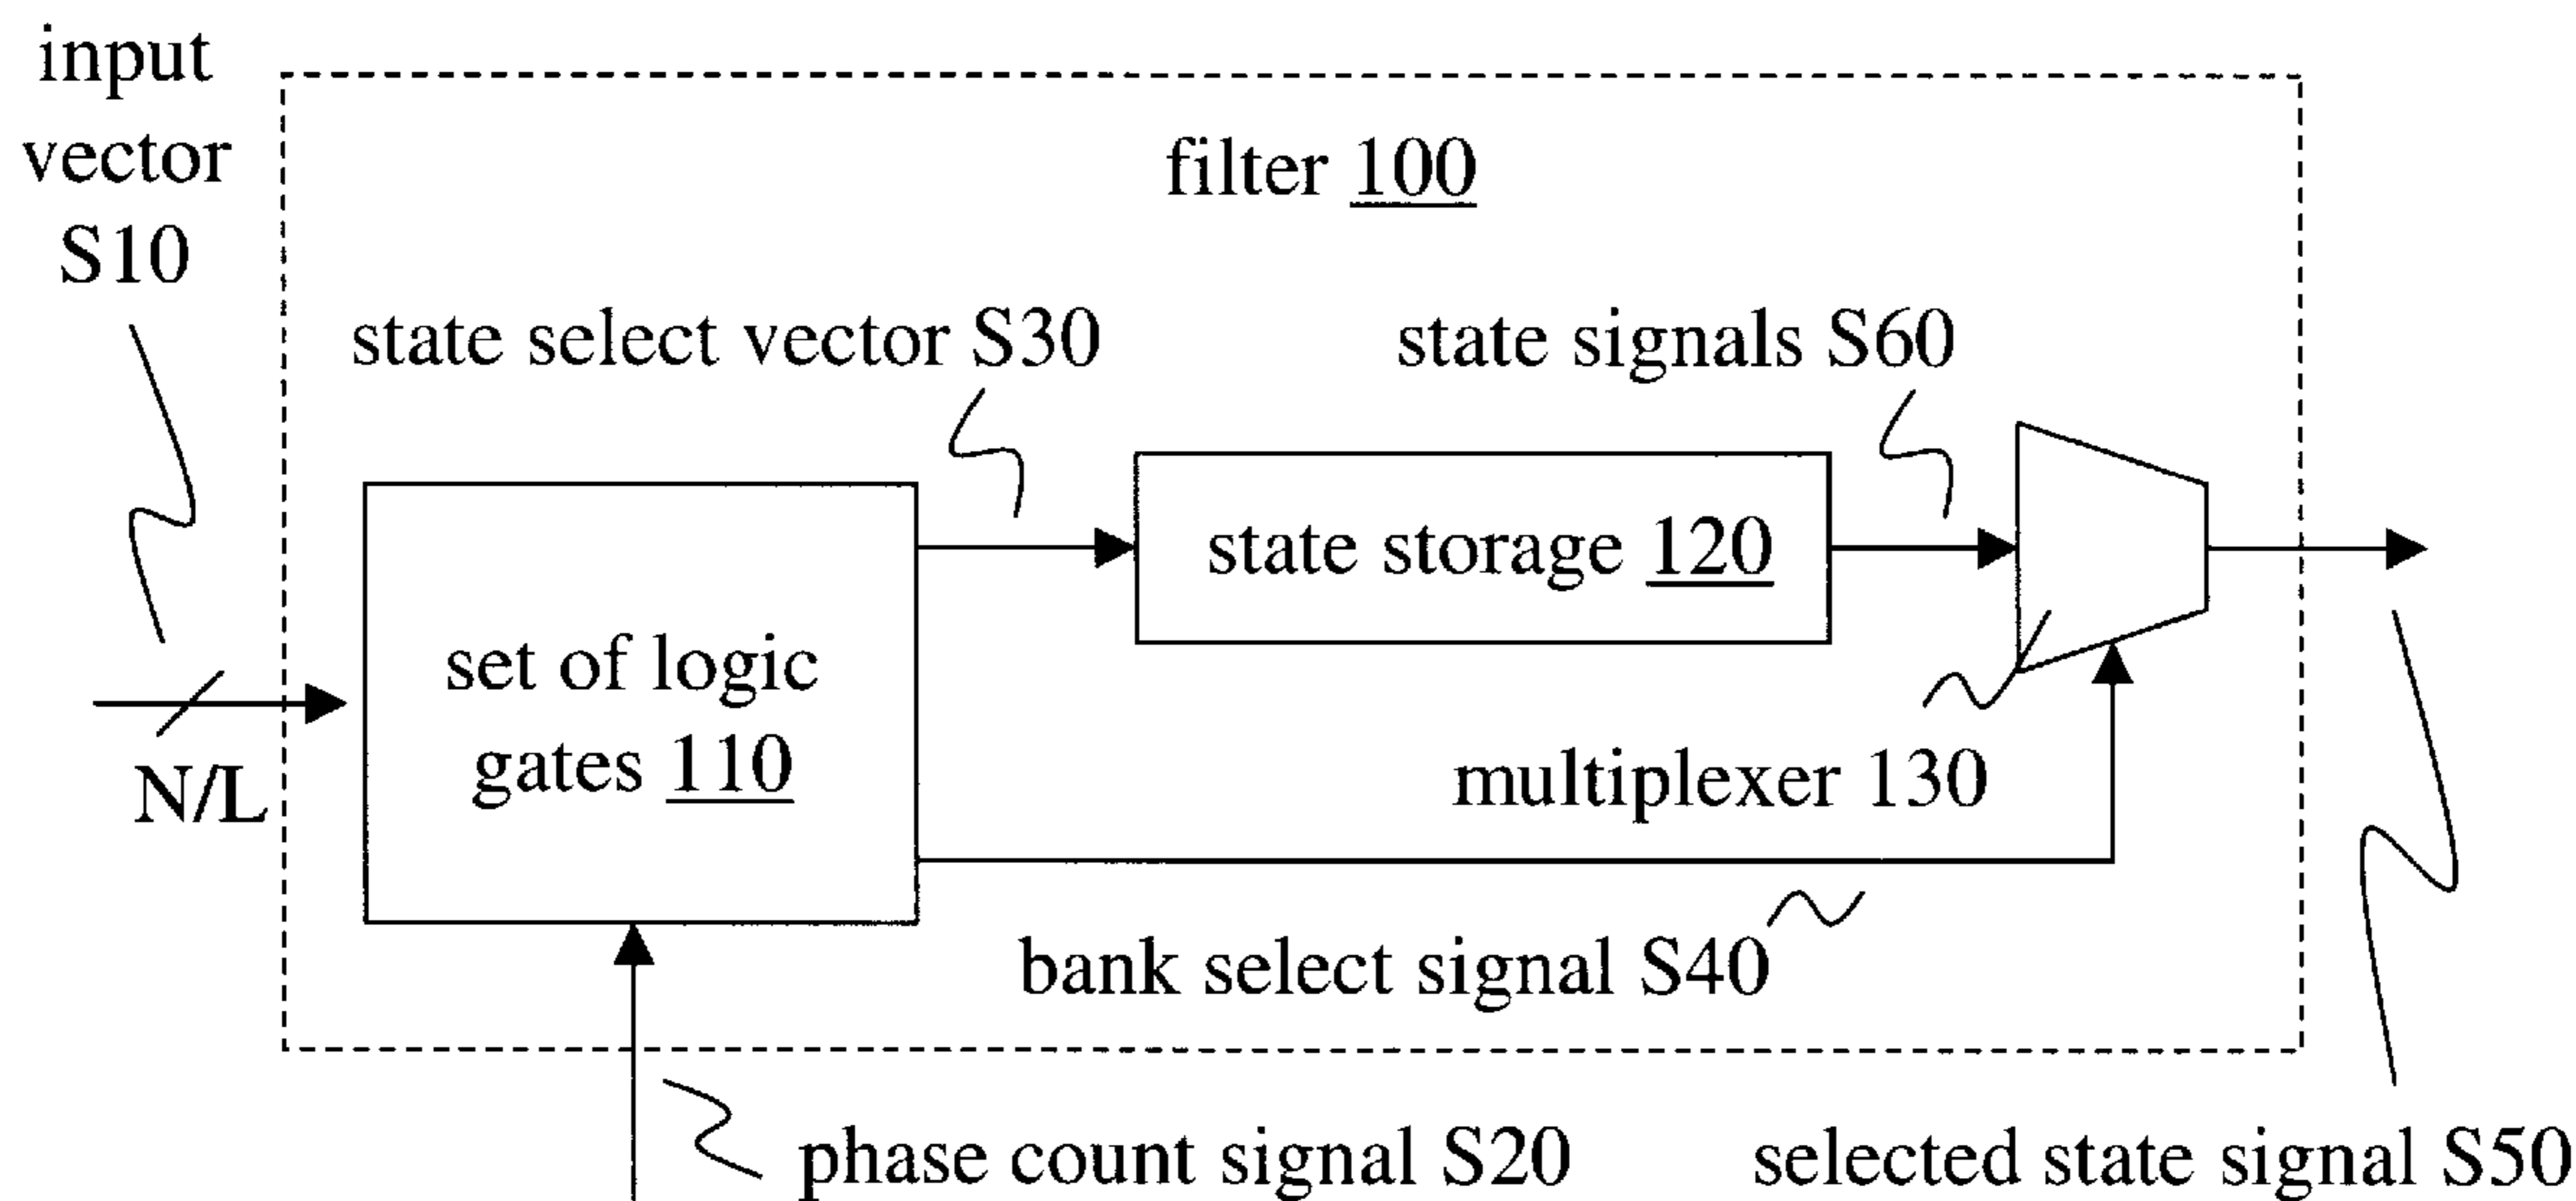 input
vector
S10
filter 100
state select vector S30
state signals S60
set of logic
gates 110
state storage 120
N/L
multiplexer 130
bank select signal S40
phase count signal S20
selected state signal S50